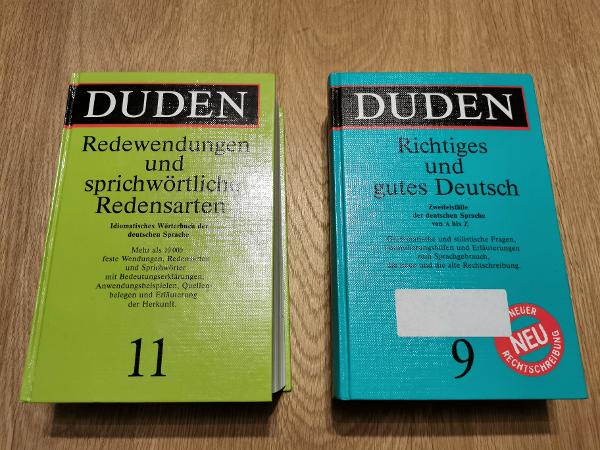 DUDEN
Redewendungen
und
sprichwörtliche
Redensarten
Idiomatisches Wörterbuch der
deutschen Sprache
Mehr als 10 000
feste Wendungen, Redensarten
und Sprichwörter
mit Bedeutungserklärungen,
Anwendungsbeispielen, Quellen-
belegen und Erläuterung
der Herkunft.
11
DUDEN
Richtiges
und
gutes Deutsch
Zweifelsfälle
der deutschen Sprache
von A bis Z
Grammatische und stilistische Fragen,
Formulierungshilfen und Erläuterungen
zum Sprachgebrauch,
die neue und die alte Rechtschreibung.
9
NEUER
NEU
RECHTSCHREIBUNG